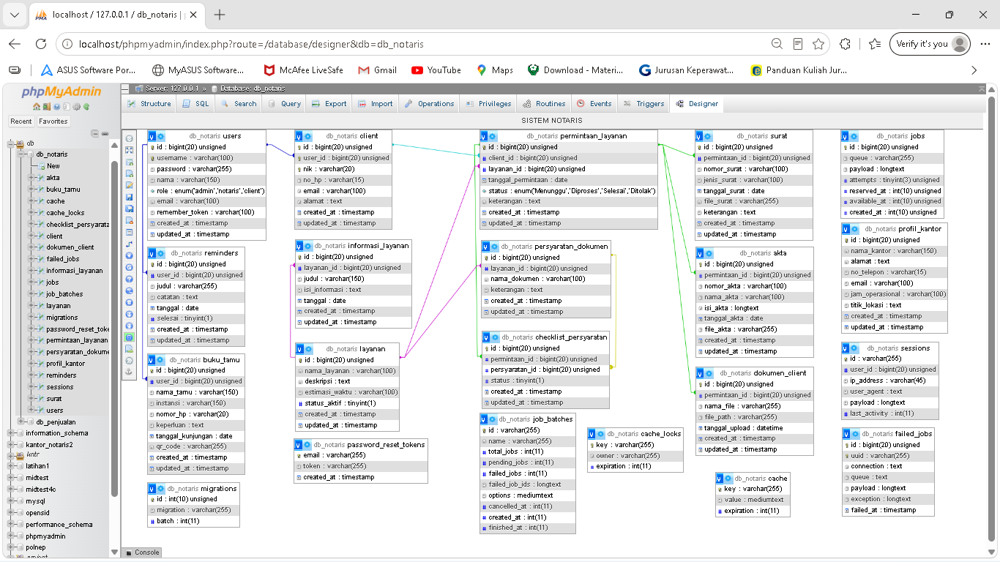 localhost / 127.0.0.1 / db_notaris |
localhost/phpmyadmin/index.php?route=/database/designer&db=db_notaris
Verify it's you
ASUS Software Por...
MyASUS Software...
McAfee LiveSafe
Gmail
YouTube
Maps
Download - Materi...
Jurusan Keperawat...
Panduan Kuliah Jur...
phpMyAdmin
Recent
Favorites
db
db_notaris
New
akta
buku_tamu
cache
cache_locks
checklist_persyarata
client
dokumen_client
failed_jobs
informasi_layanan
jobs
job_batches
layanan
migrations
password_reset_toke
permintaan_layanan
persyaratan_dokume
profil_kantor
reminders
sessions
surat
users
db_penjualan
information_schema
kantor_notaris2
kntr
latihan1
midtest
midtest4c
mysql
opensid
performance_schema
phpmyadmin
polnep
Server: 127.0.0.1 » Database: db_notaris
Structure
SQL
Search
Query
Export
Import
Operations
Privileges
Routines
Events
Triggers
Designer
SISTEM NOTARIS
db_notaris users
id : bigint(20) unsigned
username : varchar(100)
password : varchar(255)
nama : varchar(150)
role : enum('admin','notaris','client')
email : varchar(100)
remember_token : varchar(100)
created_at : timestamp
updated_at : timestamp
db_notaris reminders
id : bigint(20) unsigned
user_id : bigint(20) unsigned
judul : varchar(255)
catatan : text
tanggal : date
selesai : tinyint(1)
created_at : timestamp
updated_at : timestamp
db_notaris buku_tamu
id : bigint(20) unsigned
user_id : bigint(20) unsigned
nama_tamu : varchar(150)
instansi : varchar(150)
nomor_hp : varchar(20)
keperluan : text
tanggal_kunjungan : date
qr_code : varchar(255)
created_at : timestamp
updated_at : timestamp
db_notaris migrations
id : int(10) unsigned
migration : varchar(255)
batch : int(11)
db_notaris client
id : bigint(20) unsigned
user_id : bigint(20) unsigned
nik : varchar(20)
no_hp : varchar(15)
email : varchar(100)
alamat : text
created_at : timestamp
updated_at : timestamp
db_notaris informasi_layanan
id : bigint(20) unsigned
layanan_id : bigint(20) unsigned
judul : varchar(150)
isi_informasi : text
tanggal : date
created_at : timestamp
updated_at : timestamp
db_notaris layanan
id : bigint(20) unsigned
nama_layanan : varchar(100)
deskripsi : text
estimasi_waktu : varchar(100)
status_aktif : tinyint(1)
created_at : timestamp
updated_at : timestamp
db_notaris password_reset_tokens
email : varchar(255)
token : varchar(255)
created_at : timestamp
db_notaris permintaan_layanan
id : bigint(20) unsigned
client_id : bigint(20) unsigned
layanan_id : bigint(20) unsigned
tanggal_permintaan : date
status : enum('Menunggu','Diproses','Selesai','Ditolak')
keterangan : text
created_at : timestamp
updated_at : timestamp
db_notaris persyaratan_dokumen
id : bigint(20) unsigned
layanan_id : bigint(20) unsigned
nama_dokumen : varchar(100)
keterangan : text
created_at : timestamp
updated_at : timestamp
db_notaris checklist_persyaratan
id : bigint(20) unsigned
permintaan_id : bigint(20) unsigned
persyaratan_id : bigint(20) unsigned
status : tinyint(1)
created_at : timestamp
updated_at : timestamp
db_notaris job_batches
id : varchar(255)
name : varchar(255)
total_jobs : int(11)
pending_jobs : int(11)
failed_jobs : int(11)
failed_job_ids : longtext
options : mediumtext
cancelled_at : int(11)
created_at : int(11)
finished_at : int(11)
db_notaris cache_locks
key : varchar(255)
owner : varchar(255)
expiration : int(11)
db_notaris surat
id : bigint(20) unsigned
permintaan_id : bigint(20) unsigned
nomor_surat : varchar(100)
jenis_surat : varchar(100)
tanggal_surat : date
file_surat : varchar(255)
keterangan : text
created_at : timestamp
updated_at : timestamp
db_notaris akta
id : bigint(20) unsigned
permintaan_id : bigint(20) unsigned
nomor_akta : varchar(100)
nama_akta : varchar(100)
isi_akta : longtext
tanggal_akta : date
file_akta : varchar(255)
created_at : timestamp
updated_at : timestamp
db_notaris dokumen_client
id : bigint(20) unsigned
permintaan_id : bigint(20) unsigned
nama_file : varchar(255)
file_path : varchar(255)
tanggal_upload : datetime
created_at : timestamp
updated_at : timestamp
db_notaris cache
key : varchar(255)
value : mediumtext
expiration : int(11)
db_notaris jobs
id : bigint(20) unsigned
queue : varchar(255)
payload : longtext
attempts : tinyint(3) unsigned
reserved_at : int(10) unsigned
available_at : int(10) unsigned
created_at : int(10) unsigned
db_notaris profil_kantor
id : bigint(20) unsigned
nama_kantor : varchar(150)
alamat : text
no_telepon : varchar(15)
email : varchar(100)
jam_operasional : varchar(100)
titik_lokasi : text
created_at : timestamp
updated_at : timestamp
db_notaris sessions
id : varchar(255)
user_id : bigint(20) unsigned
ip_address : varchar(45)
user_agent : text
payload : longtext
last_activity : int(11)
db_notaris failed_jobs
id : bigint(20) unsigned
uuid : varchar(255)
connection : text
queue : text
payload : longtext
exception : longtext
failed_at : timestamp
Console